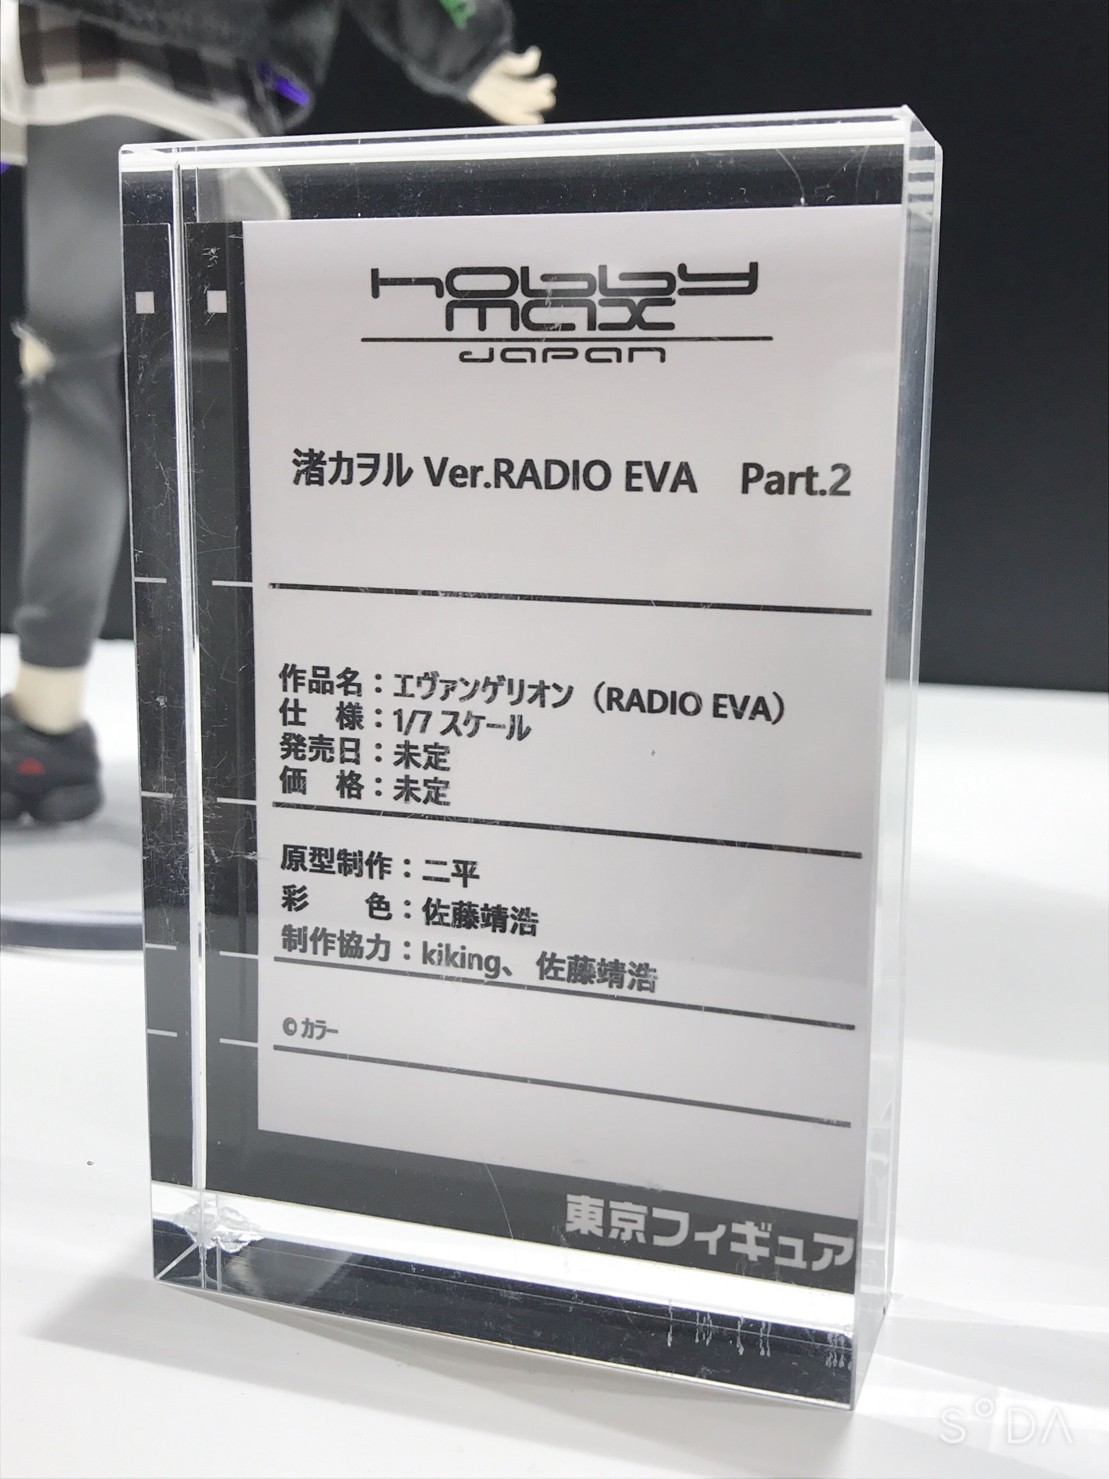 hobby
max
japan
渚カヲル Ver.RADIO EVA　Part.2
作品名：エヴァンゲリオン（RADIO EVA）
仕　様：1/7 スケール
発売日：未定
価　格：未定
原型制作：二平
彩　　色：佐藤靖浩
制作協力：kiking、佐藤靖浩
© カラー
東京フィギュア
SODA